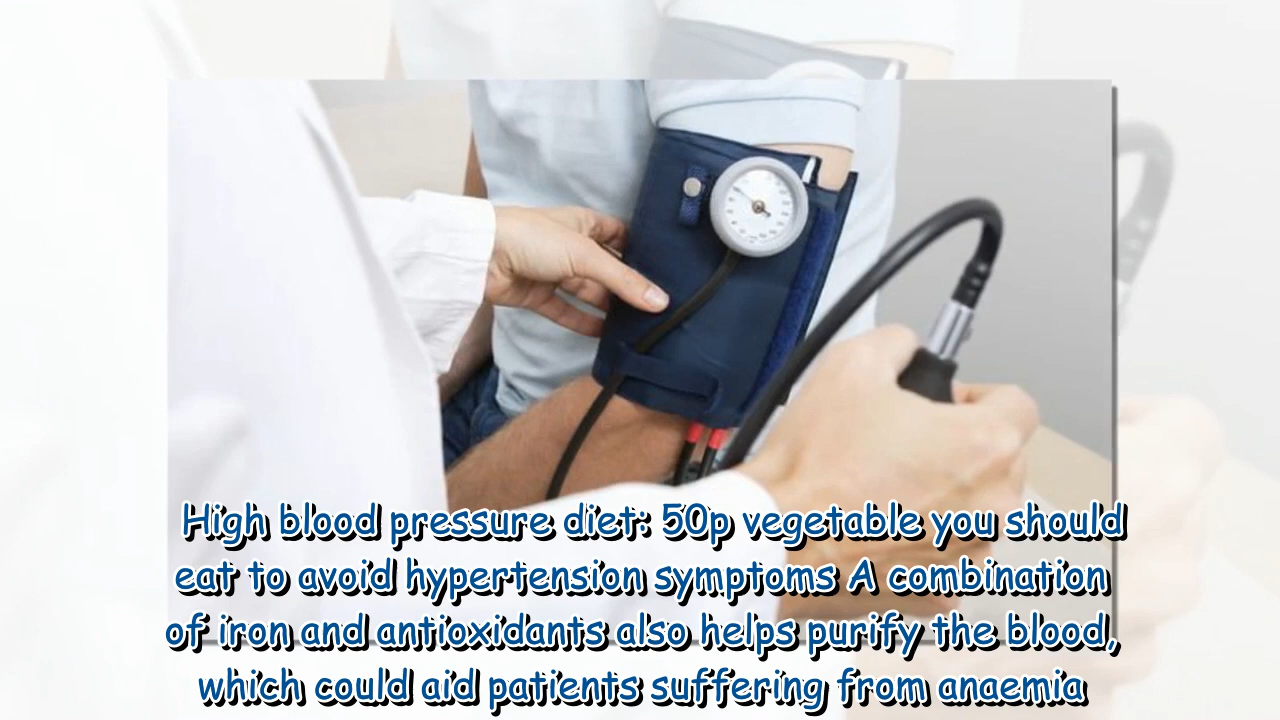 High blood pressure diet: 50p vegetable you should
eat to avoid hypertension symptoms A combination
of iron and antioxidants also helps purify the blood,
which could aid patients suffering from anaemia